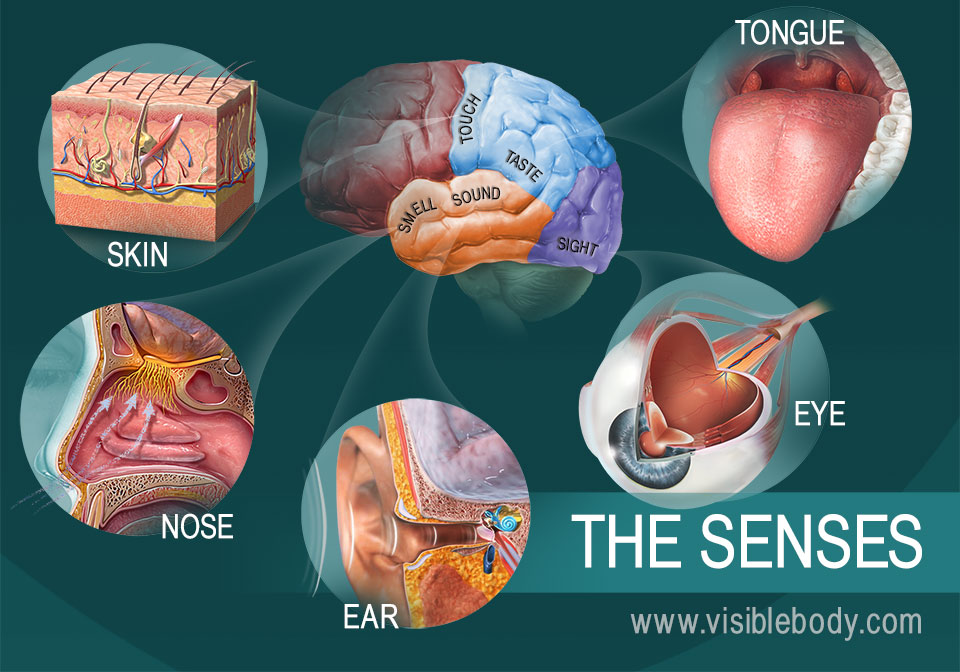 TONGUE
TOUCH
TASTE
SMELL SOUND
SIGHT
SKIN
EYE
NOSE
THE SENSES
EAR
www.visiblebody.com